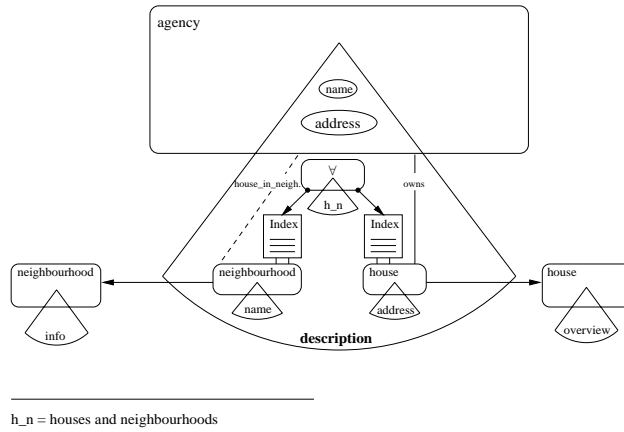 agency
name
address
∀
house_in_neigh.
owns
h_n
Index
Index
neighbourhood
neighbourhood
house
house
name
address
info
overview
description
h_n = houses and neighbourhoods